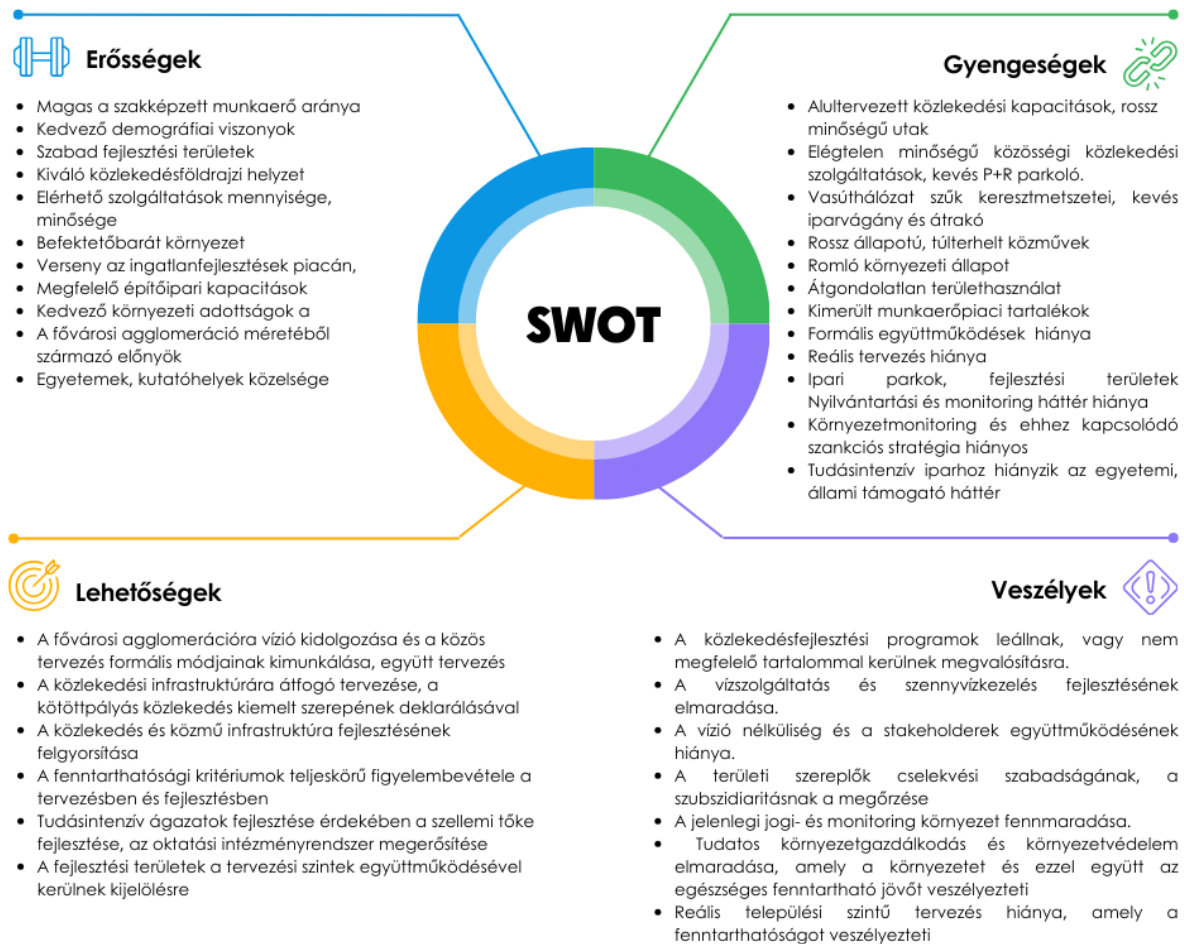 Erősségek
Magas a szakképzett munkaerő aránya
Kedvező demográfiai viszonyok
Szabad fejlesztési területek
Kiváló közlekedésföldrajzi helyzet
Elérhető szolgáltatások mennyisége,
minősége
Befektetőbarát környezet
Verseny az ingatlanfejlesztések piacán,
Megfelelő építőipari kapacitások
Kedvező környezeti adottságok a
A fővárosi agglomeráció méretéből
származó előnyök
Egyetemek, kutatóhelyek közelsége
Gyengeségek
Alultervezett közlekedési kapacitások, rossz
minőségű utak
Elégtelen minőségű közösségi közlekedési
szolgáltatások, kevés P+R parkoló.
Vasúthálózat szűk keresztmetszetei, kevés
iparvágány és átrakó
Rossz állapotú, túlterhelt közművek
Romló környezeti állapot
Átgondolatlan területhasználat
Kimerült munkaerőpiaci tartalékok
Formális együttműködések hiánya
Reális tervezés hiánya
Ipari parkok, fejlesztési területek
Nyilvántartási és monitoring háttér hiánya
Környezetmonitoring és ehhez kapcsolódó
szankciós stratégia hiányos
Tudásintenzív iparhoz hiányzik az egyetemi,
állami támogató háttér
SWOT
Lehetőségek
A fővárosi agglomerációra vízió kidolgozása és a közös
tervezés formális módjainak kimunkálása, együtt tervezés
A közlekedési infrastruktúrára átfogó tervezése, a
kötöttpályás közlekedés kiemelt szerepének deklarálásával
A közlekedés és közmű infrastruktúra fejlesztésének
felgyorsítása
A fenntarthatósági kritériumok teljeskörű figyelembevétele a
tervezésben és fejlesztésben
Tudásintenzív ágazatok fejlesztése érdekében a szellemi tőke
fejlesztése, az oktatási intézményrendszer megerősítése
A fejlesztési területek a tervezési szintek együttműködésével
kerülnek kijelölésre
Veszélyek
A közlekedésfejlesztési programok leállnak, vagy nem
megfelelő tartalommal kerülnek megvalósításra.
A vízszolgáltatás és szennyvízkezelés fejlesztésének
elmaradása.
A vízió nélküliség és a stakeholderek együttműködésének
hiánya.
A területi szereplők cselekvési szabadságának, a
szubszidiaritásnak a megőrzése
A jelenlegi jogi- és monitoring környezet fennmaradása.
Tudatos környezetgazdálkodás és környezetvédelem
elmaradása, amely a környezetet és ezzel együtt az
egészséges fenntartható jövőt veszélyezteti
Reális települési szintű tervezés hiánya, amely a
fenntarthatóságot veszélyezteti